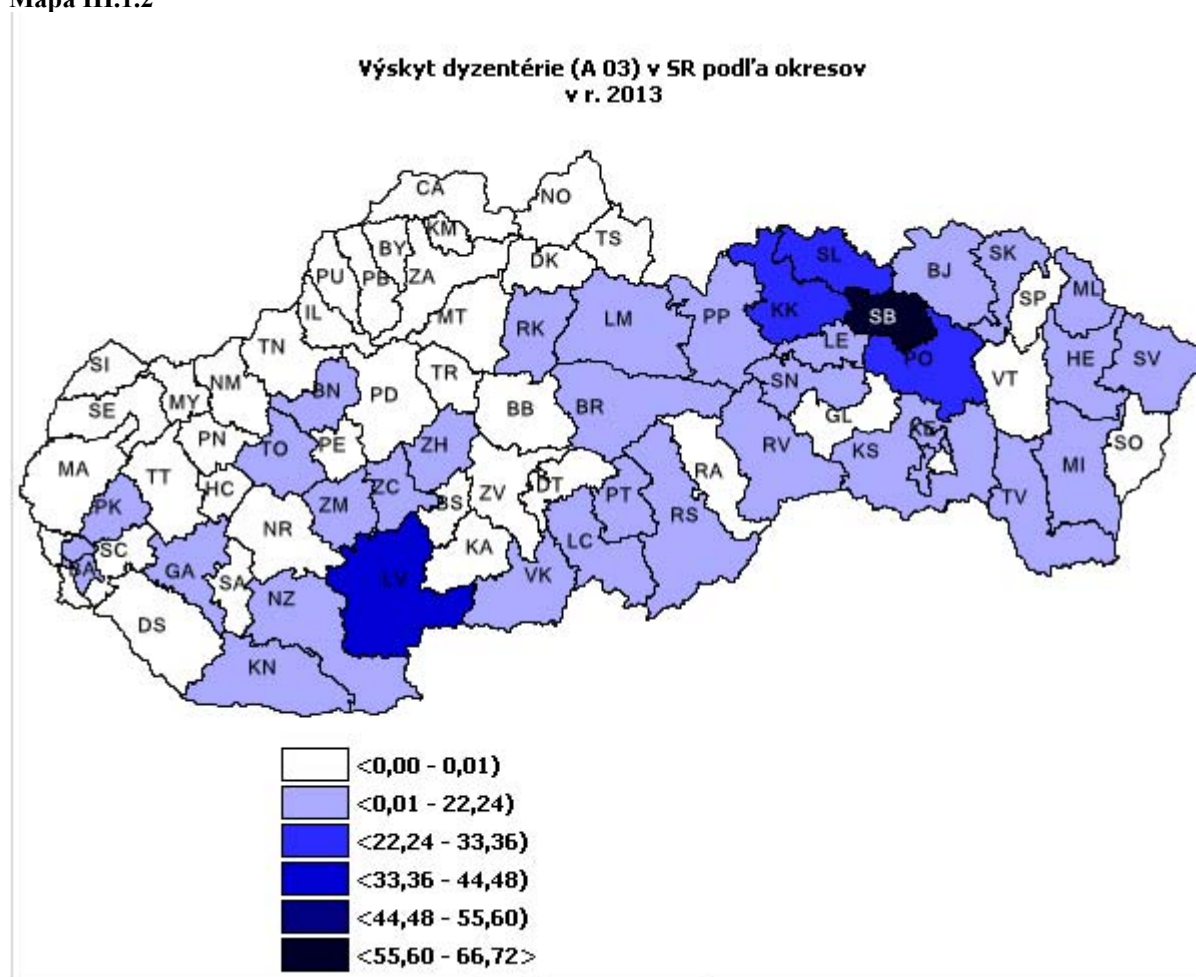 Mapa III.1.2
Výskyt dyzentérie (A 03) v SR podľa okresov
v r. 2013
CA
NO
KM
BY
TS
PU
PB
ZA
DK
IL
MT
TN
RK
LM
PP
KK
SL
BJ
SK
SP
ML
SB
LE
PO
HE
SV
VT
SI
NM
MY
SE
BN
PD
TR
BB
BR
SN
GL
RV
KS
KE
MI
SO
TV
MA
TT
PN
TO
PE
ZH
HC
ZM
ZC
BS
ZV
DT
PT
RA
RS
PK
NR
KA
LC
VK
SC
BA
GA
SA
NZ
LV
DS
KN
<0,00 - 0,01)
<0,01 - 22,24)
<22,24 - 33,36)
<33,36 - 44,48)
<44,48 - 55,60)
<55,60 - 66,72>